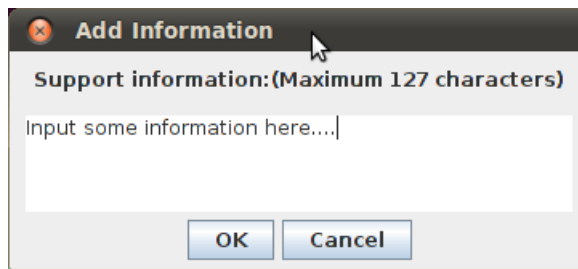 Add Information
Support information:(Maximum 127 characters)
Input some information here....
OK Cancel